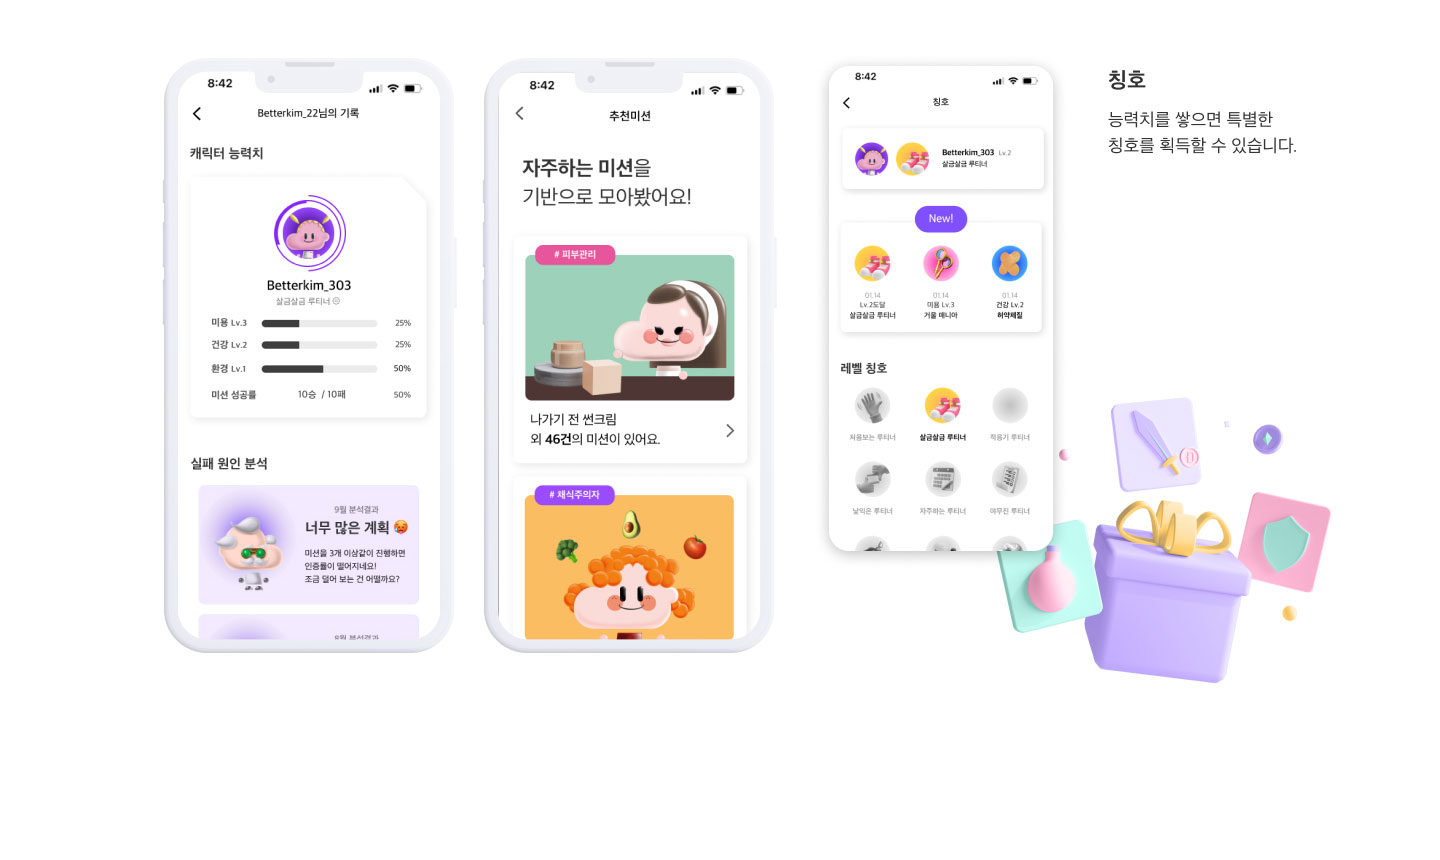 8:42
Betterkim_22님의 기록
캐릭터 능력치
Betterkim_303
살금살금 루티너
미용 Lv.3 25%
건강 Lv.2 25%
환경 Lv.1 50%
미션 성공률 10승 / 10패 50%
실패 원인 분석
9월 분석결과
너무 많은 계획
미션을 3개 이상같이 진행하면
인증률이 떨어지네요!
조금 덜어 보는 건 어떨까요?
9월 분석결과
8:42
추천미션
자주하는 미션을
기반으로 모아봤어요!
# 피부관리
나가기 전 썬크림
외 46건의 미션이 있어요.
# 채식주의자
8:42
칭호
Betterkim_303 Lv.2
살금살금 루티너
New!
01.14
Lv.2도달
살금살금 루티너
01.14
미용 Lv.3
거울 매니아
01.14
건강 Lv.2
허약체질
레벨 칭호
처음보는 루티너
살금살금 루티너
적응기 루티너
낯익은 루티너
자주하는 루티너
야무진 루티너
칭호
능력치를 쌓으면 특별한
칭호를 획득할 수 있습니다.